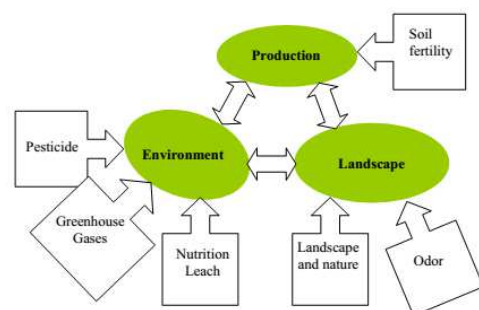 Soil
fertility
Production
Pesticide
Environment
Landscape
Greenhouse
Gases
Nutrition
Leach
Landscape
and nature
Odor